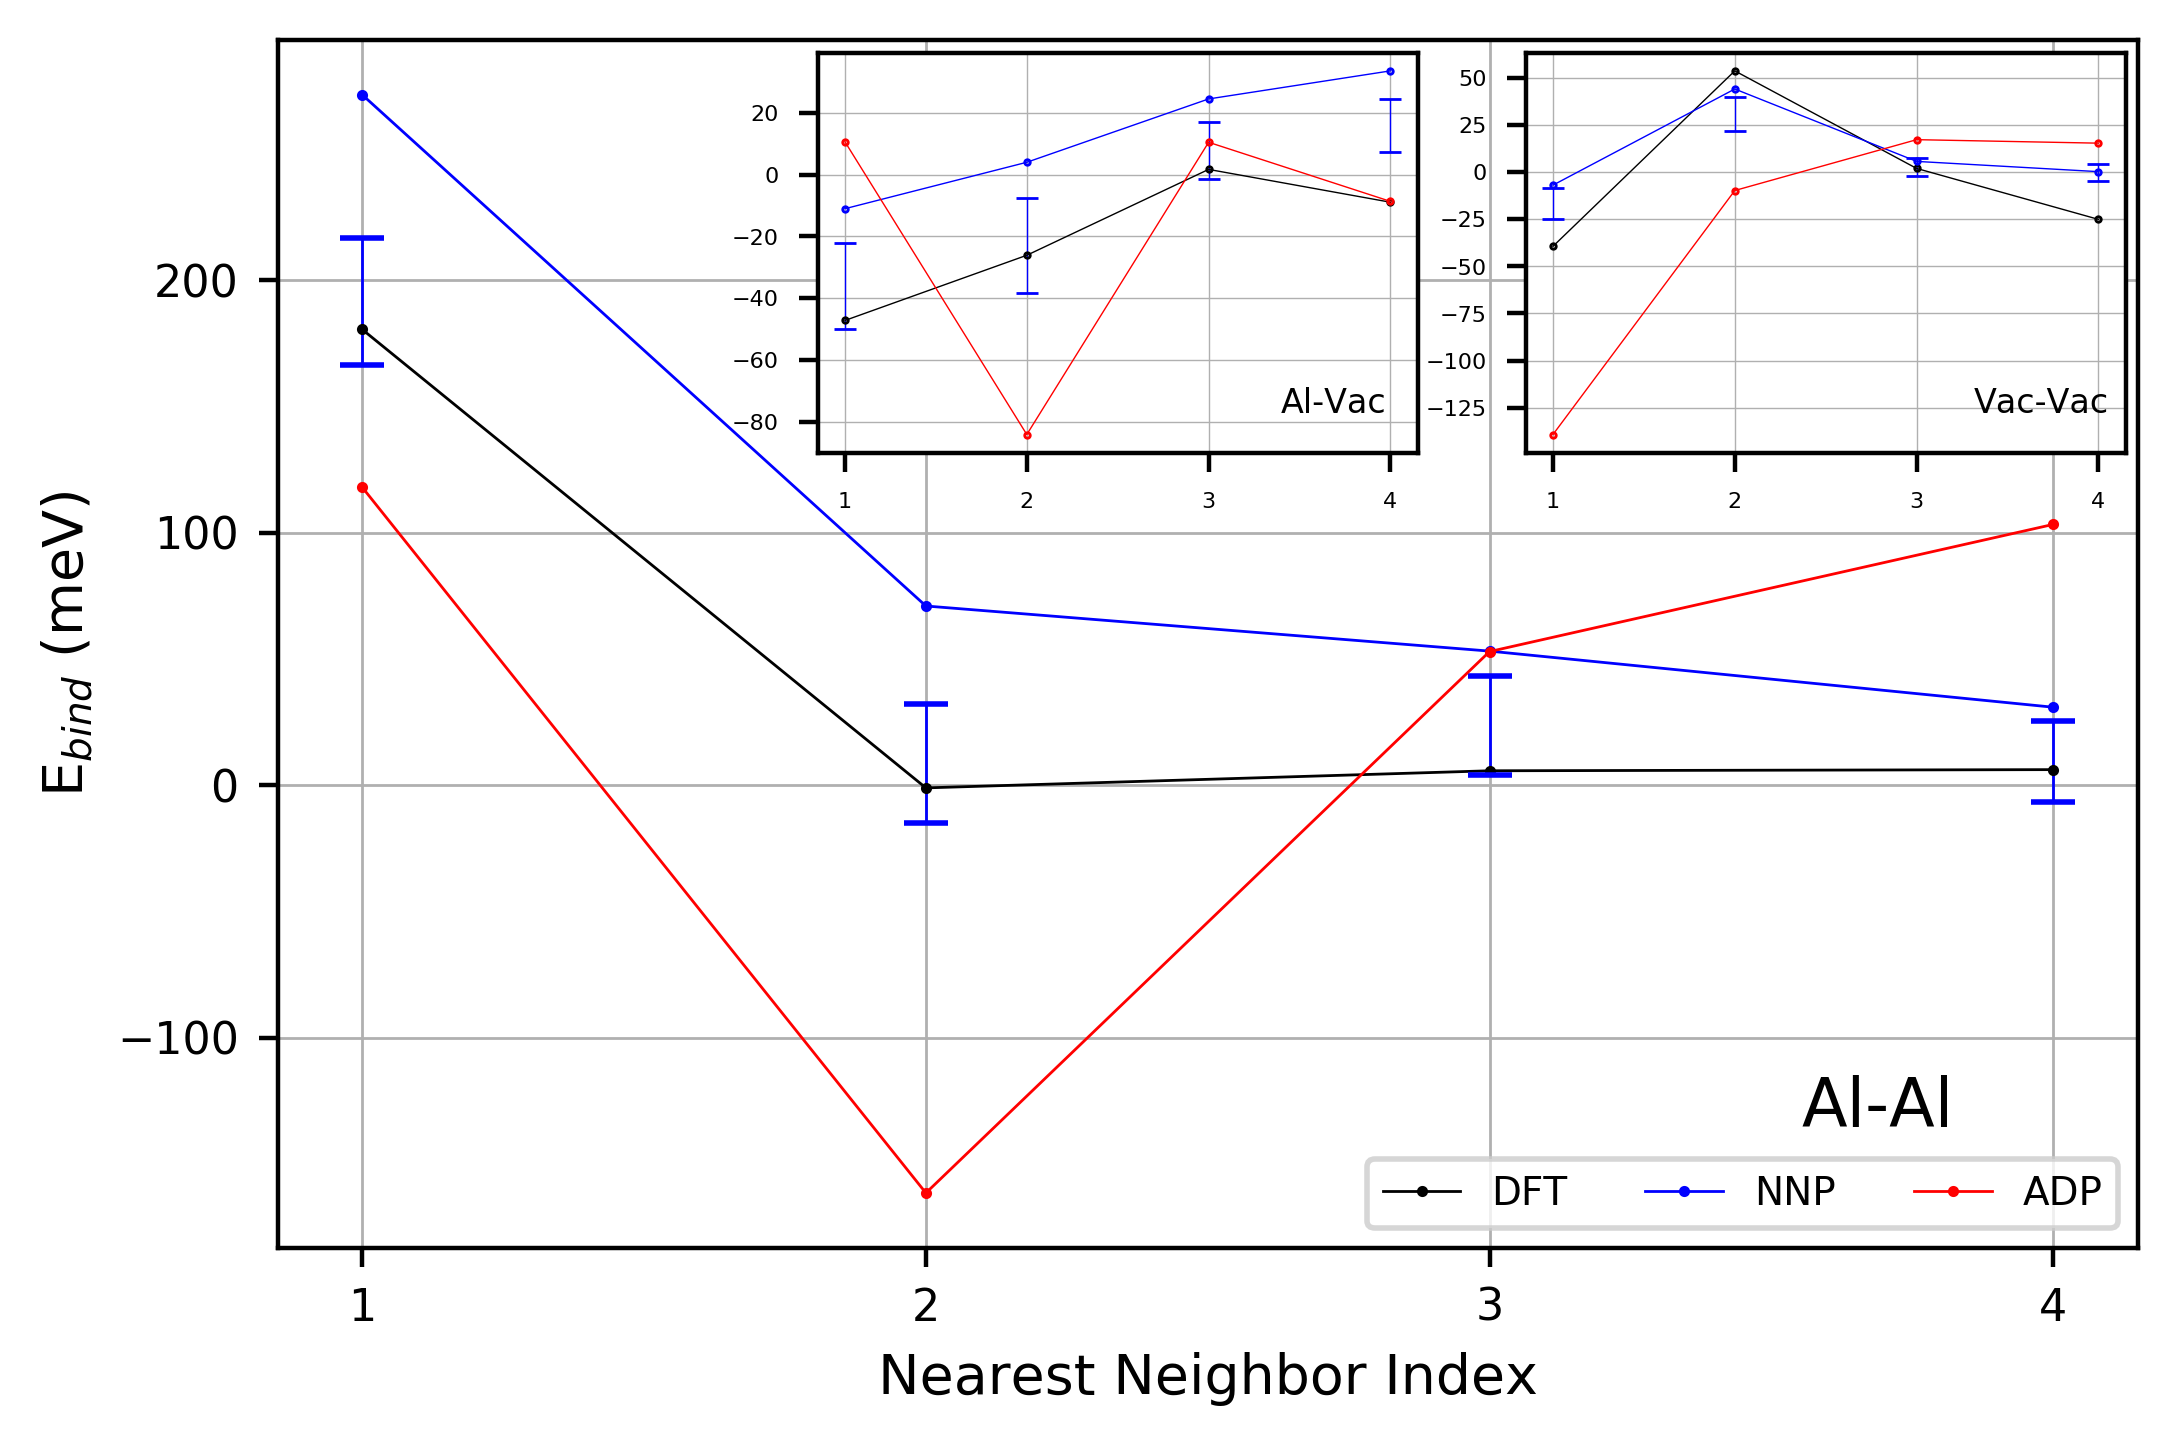 20
0
−20
−40
−60
−80
1 2 3 4
Al-Vac
50
25
0
−25
−50
−75
−100
−125
1 2 3 4
Vac-Vac
200
100
0
−100
E_bind (meV)
Al-Al
DFT NNP ADP
1 2 3 4
Nearest Neighbor Index